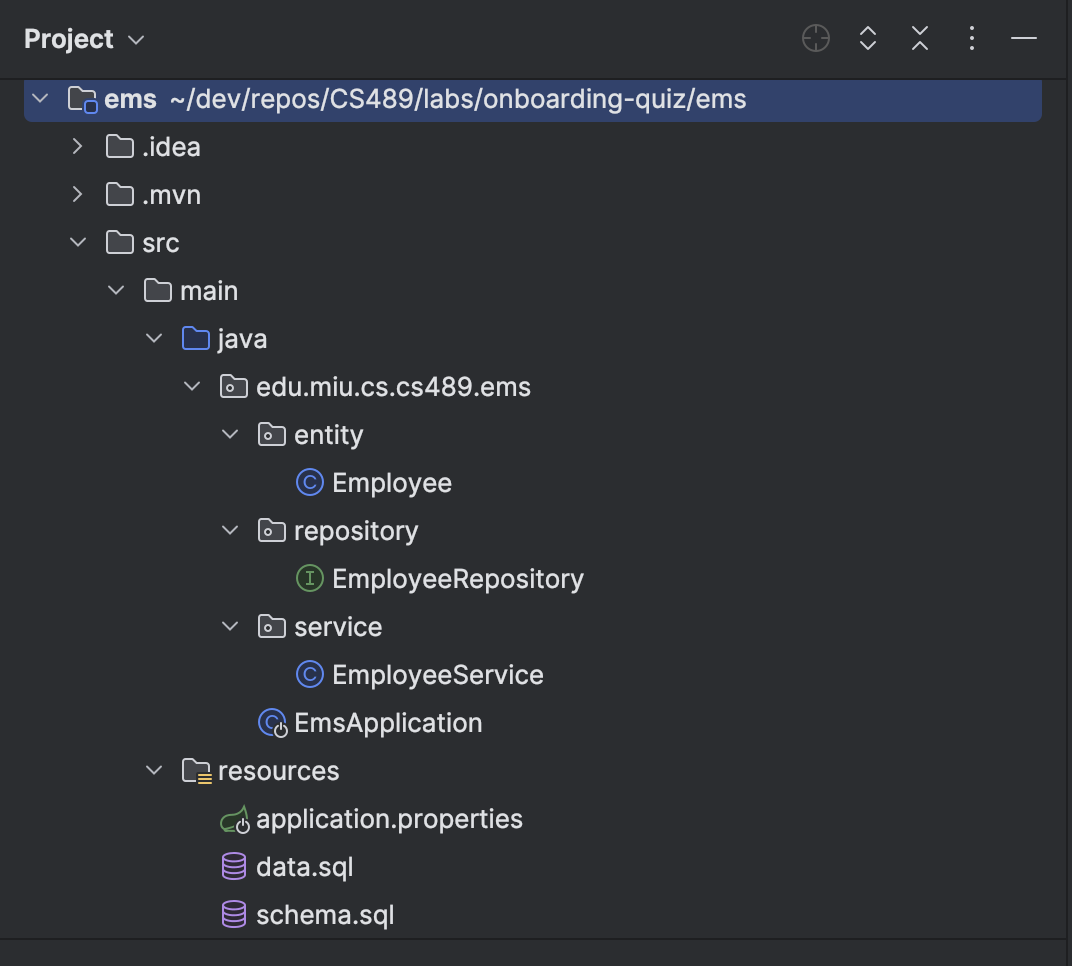 Project
ems ~/dev/repos/CS489/labs/onboarding-quiz/ems
.idea
.mvn
src
main
java
edu.miu.cs.cs489.ems
entity
Employee
repository
EmployeeRepository
service
EmployeeService
EmsApplication
resources
application.properties
data.sql
schema.sql